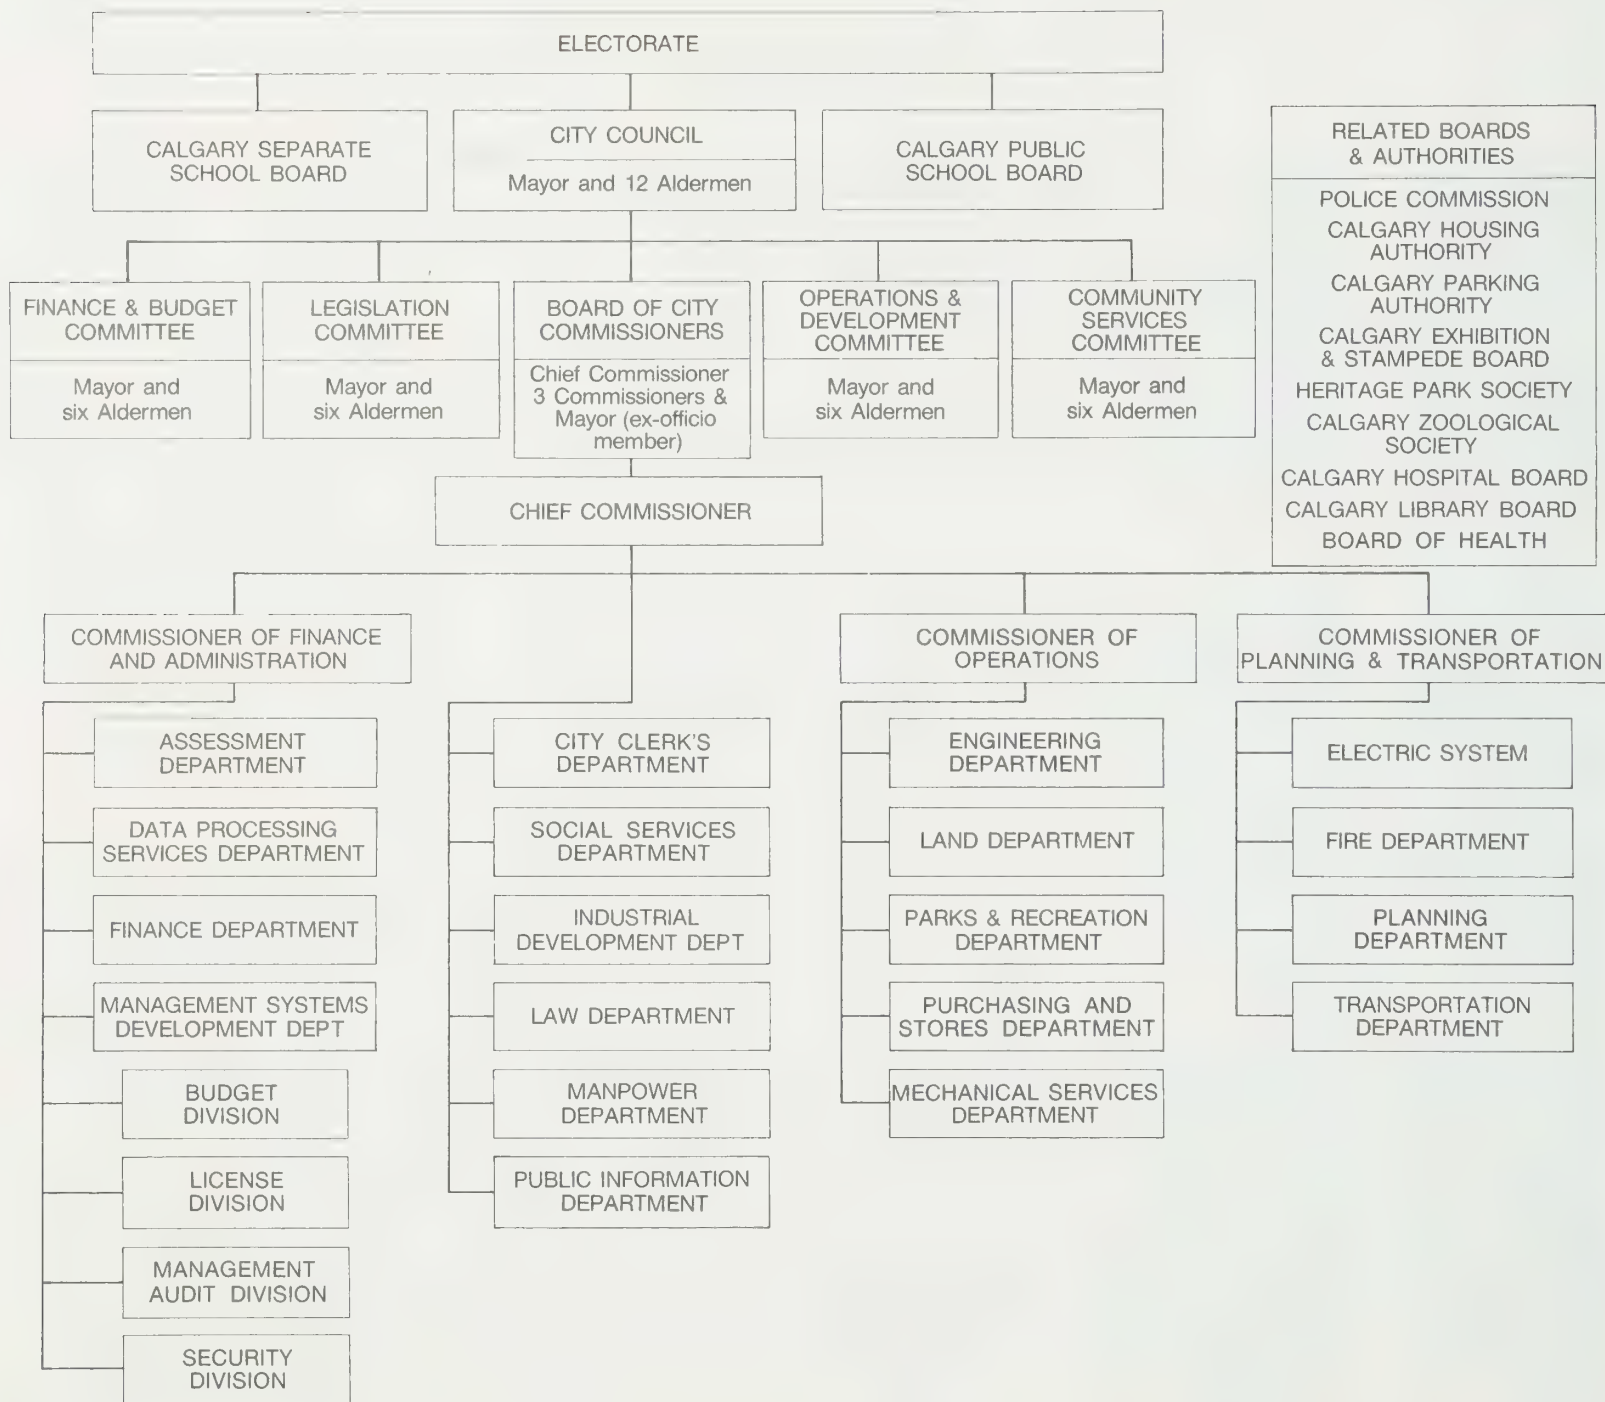 ELECTORATE
CALGARY SEPARATE
SCHOOL BOARD
CITY COUNCIL
Mayor and 12 Aldermen
CALGARY PUBLIC
SCHOOL BOARD
RELATED BOARDS
& AUTHORITIES
POLICE COMMISSION
CALGARY HOUSING
AUTHORITY
CALGARY PARKING
AUTHORITY
CALGARY EXHIBITION
& STAMPEDE BOARD
HERITAGE PARK SOCIETY
CALGARY ZOOLOGICAL
SOCIETY
CALGARY HOSPITAL BOARD
CALGARY LIBRARY BOARD
BOARD OF HEALTH
FINANCE & BUDGET
COMMITTEE
Mayor and
six Aldermen
LEGISLATION
COMMITTEE
Mayor and
six Aldermen
BOARD OF CITY
COMMISSIONERS
Chief Commissioner
3 Commissioners &
Mayor (ex-officio
member)
OPERATIONS &
DEVELOPMENT
COMMITTEE
Mayor and
six Aldermen
COMMUNITY
SERVICES
COMMITTEE
Mayor and
six Aldermen
CHIEF COMMISSIONER
COMMISSIONER OF FINANCE
AND ADMINISTRATION
ASSESSMENT
DEPARTMENT
DATA PROCESSING
SERVICES DEPARTMENT
FINANCE DEPARTMENT
MANAGEMENT SYSTEMS
DEVELOPMENT DEPT
BUDGET
DIVISION
LICENSE
DIVISION
MANAGEMENT
AUDIT DIVISION
SECURITY
DIVISION
CITY CLERK'S
DEPARTMENT
SOCIAL SERVICES
DEPARTMENT
INDUSTRIAL
DEVELOPMENT DEPT
LAW DEPARTMENT
MANPOWER
DEPARTMENT
PUBLIC INFORMATION
DEPARTMENT
COMMISSIONER OF
OPERATIONS
ENGINEERING
DEPARTMENT
LAND DEPARTMENT
PARKS & RECREATION
DEPARTMENT
PURCHASING AND
STORES DEPARTMENT
MECHANICAL SERVICES
DEPARTMENT
COMMISSIONER OF
PLANNING & TRANSPORTATION
ELECTRIC SYSTEM
FIRE DEPARTMENT
PLANNING
DEPARTMENT
TRANSPORTATION
DEPARTMENT